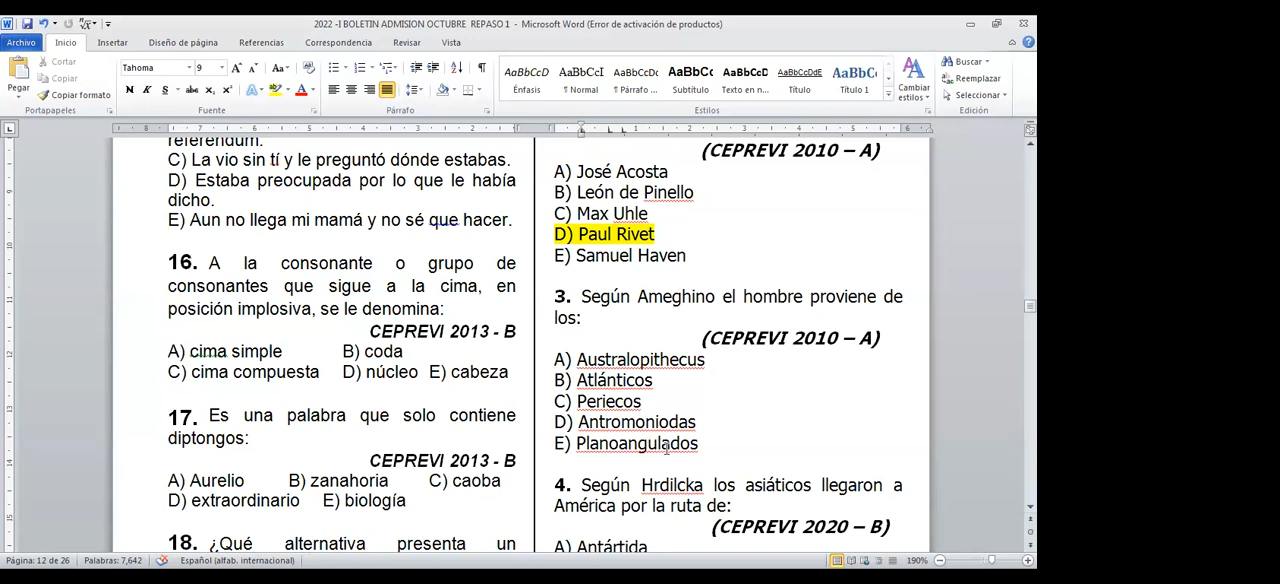 2022 -I BOLETIN ADMISION OCTUBRE REPASO 1 - Microsoft Word (Error de activación de productos)
Archivo Inicio Insertar Diseño de página Referencias Correspondencia Revisar Vista
Pegar
Cortar
Copiar
Copiar formato
Portapapeles
Tahoma 9
Fuente
Párrafo
AaBbCcD AaBbCcI AaBbCcDc AaBbCc AaBbCcD AaBbCcDdE AaBbC
Énfasis ¶ Normal ¶ Párrafo ... Subtítulo Texto en n... Título Título 1
Cambiar estilos
Estilos
Buscar
Reemplazar
Seleccionar
Edición
referéndum.
C) La vio sin tí y le preguntó dónde estabas.
D) Estaba preocupada por lo que le había
dicho.
E) Aun no llega mi mamá y no sé que hacer.
16. A la consonante o grupo de
consonantes que sigue a la cima, en
posición implosiva, se le denomina:
CEPREVI 2013 - B
A) cima simple B) coda
C) cima compuesta D) núcleo E) cabeza
17. Es una palabra que solo contiene
diptongos:
CEPREVI 2013 - B
A) Aurelio B) zanahoria C) caoba
D) extraordinario E) biología
18. ¿Qué alternativa presenta un
(CEPREVI 2010 – A)
A) José Acosta
B) León de Pinello
C) Max Uhle
D) Paul Rivet
E) Samuel Haven
3. Según Ameghino el hombre proviene de
los:
(CEPREVI 2010 – A)
A) Australopithecus
B) Atlánticos
C) Periecos
D) Antromoniodas
E) Planoangulados
4. Según Hrdilcka los asiáticos llegaron a
América por la ruta de:
(CEPREVI 2020 – B)
A) Antártida
Página: 12 de 26 Palabras: 7,642 Español (alfab. internacional) 190%